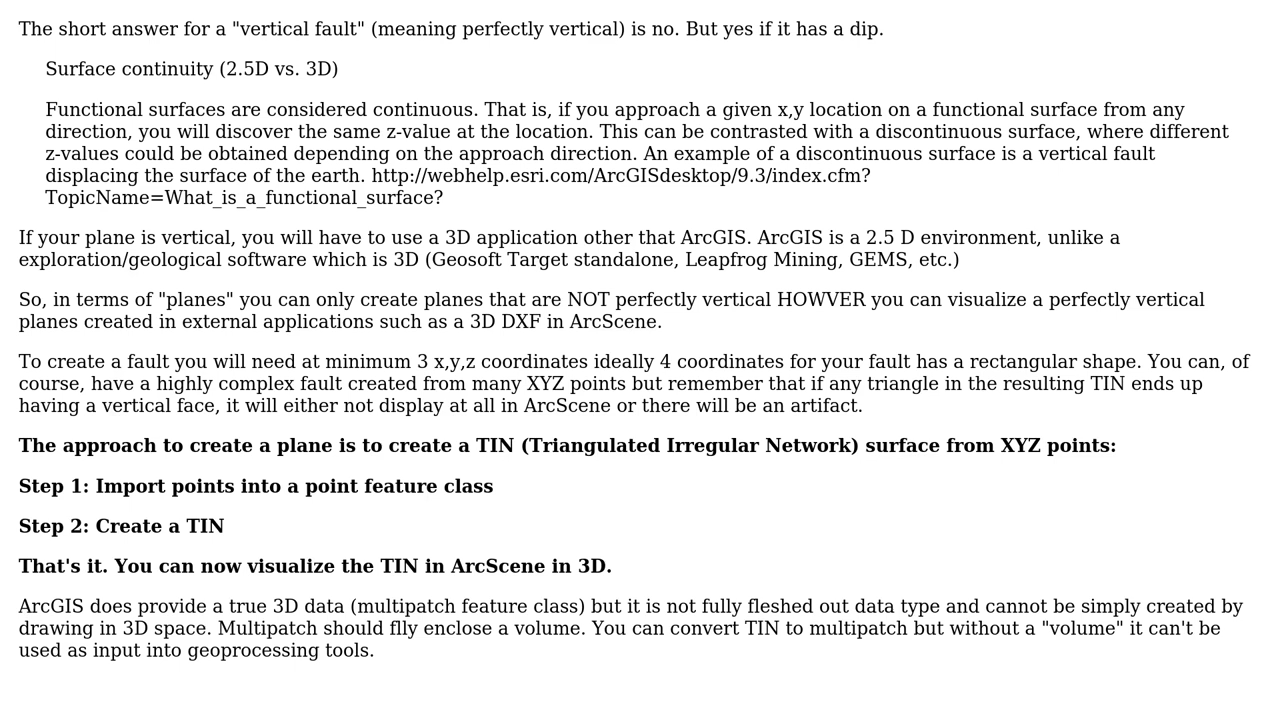 The short answer for a "vertical fault" (meaning perfectly vertical) is no. But yes if it has a dip.
Surface continuity (2.5D vs. 3D)
Functional surfaces are considered continuous. That is, if you approach a given x,y location on a functional surface from any
direction, you will discover the same z-value at the location. This can be contrasted with a discontinuous surface, where different
z-values could be obtained depending on the approach direction. An example of a discontinuous surface is a vertical fault
displacing the surface of the earth. http://webhelp.esri.com/ArcGISdesktop/9.3/index.cfm?
TopicName=What_is_a_functional_surface?
If your plane is vertical, you will have to use a 3D application other that ArcGIS. ArcGIS is a 2.5 D environment, unlike a
exploration/geological software which is 3D (Geosoft Target standalone, Leapfrog Mining, GEMS, etc.)
So, in terms of "planes" you can only create planes that are NOT perfectly vertical HOWVER you can visualize a perfectly vertical
planes created in external applications such as a 3D DXF in ArcScene.
To create a fault you will need at minimum 3 x,y,z coordinates ideally 4 coordinates for your fault has a rectangular shape. You can, of
course, have a highly complex fault created from many XYZ points but remember that if any triangle in the resulting TIN ends up
having a vertical face, it will either not display at all in ArcScene or there will be an artifact.
The approach to create a plane is to create a TIN (Triangulated Irregular Network) surface from XYZ points:
Step 1: Import points into a point feature class
Step 2: Create a TIN
That's it. You can now visualize the TIN in ArcScene in 3D.
ArcGIS does provide a true 3D data (multipatch feature class) but it is not fully fleshed out data type and cannot be simply created by
drawing in 3D space. Multipatch should flly enclose a volume. You can convert TIN to multipatch but without a "volume" it can't be
used as input into geoprocessing tools.